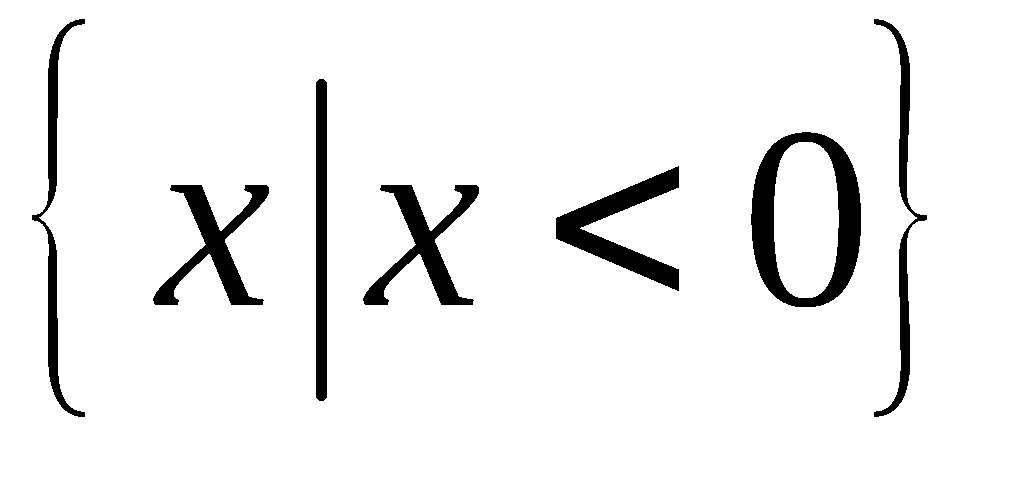 { x | x < 0 }